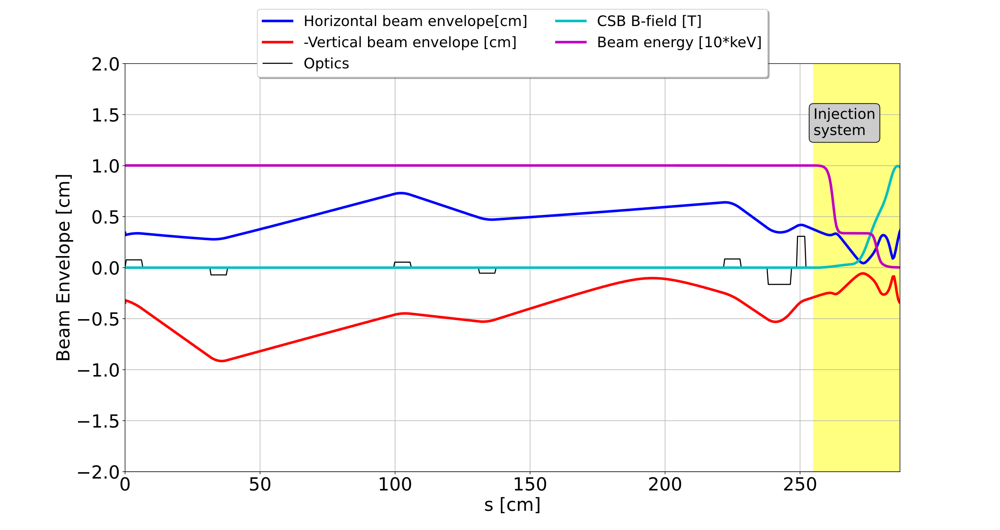 Horizontal beam envelope[cm]
-Vertical beam envelope [cm]
Optics
CSB B-field [T]
Beam energy [10*keV]
2.0
1.5
1.0
0.5
0.0
−0.5
−1.0
−1.5
−2.0
Beam Envelope [cm]
Injection
system
0
50
100
150
200
250
s [cm]